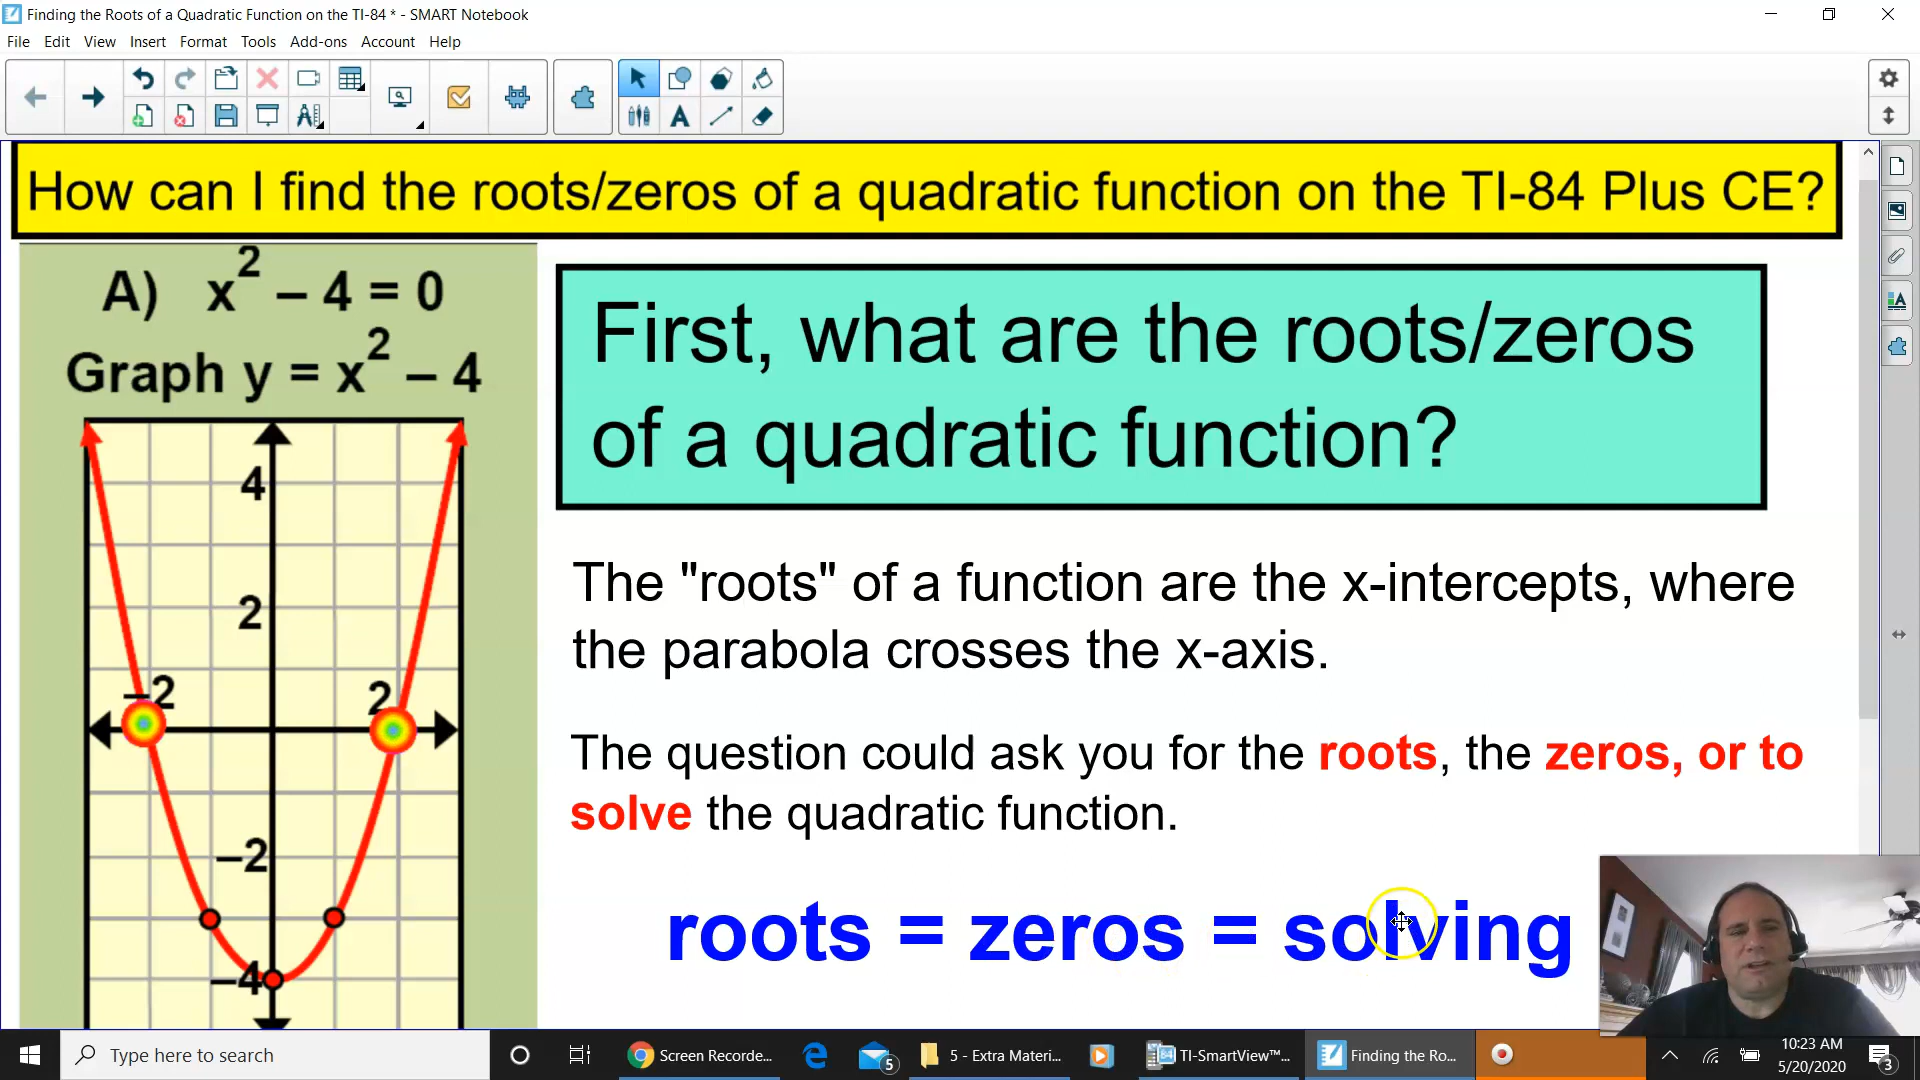 Finding the Roots of a Quadratic Function on the TI-84 * - SMART Notebook
File Edit View Insert Format Tools Add-ons Account Help
How can I find the roots/zeros of a quadratic function on the TI-84 Plus CE?
A) x² – 4 = 0
Graph y = x² – 4
4
2
–2
2
–2
–4
First, what are the roots/zeros
of a quadratic function?
The "roots" of a function are the x-intercepts, where
the parabola crosses the x-axis.
The question could ask you for the roots, the zeros, or to
solve the quadratic function.
roots = zeros = solving
Type here to search
Screen Recorde...
5
5 - Extra Materi...
84
TI-SmartView™...
Finding the Ro...
10:23 AM
5/20/2020
3